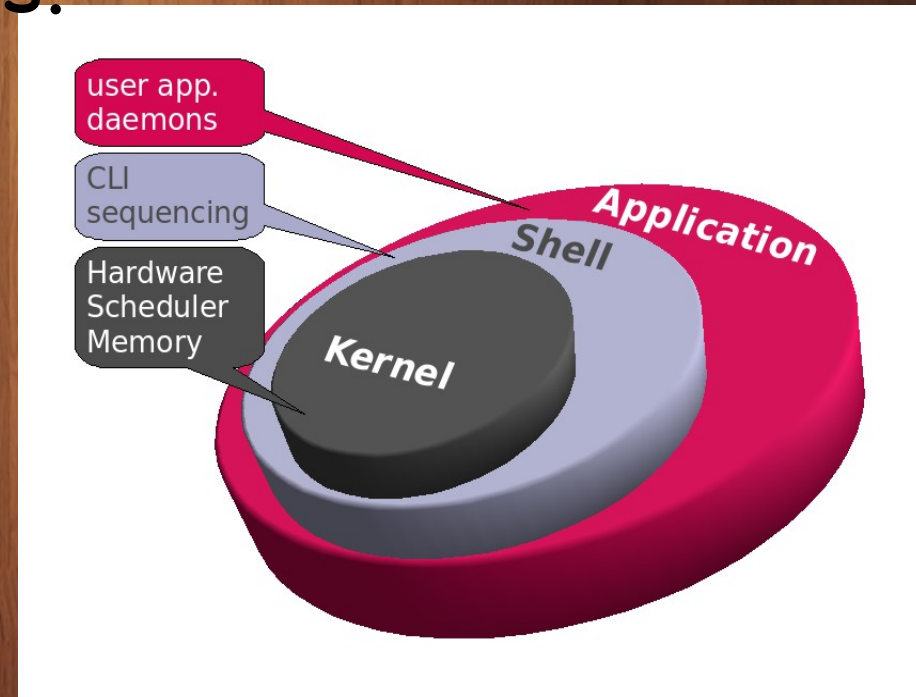 user app.
daemons
CLI
sequencing
Hardware
Scheduler
Memory
Application
Shell
Kernel